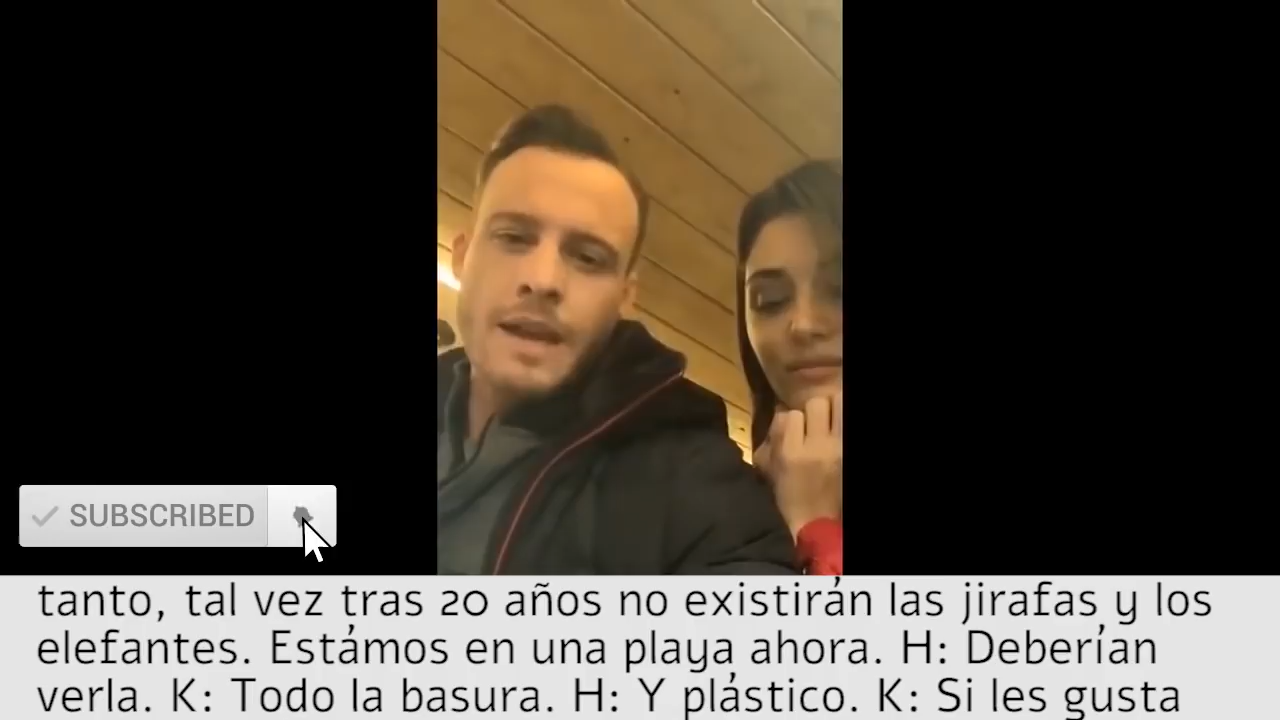 SUBSCRIBED
tanto, tal vez tras 20 años no existirán las jirafas y los
elefantes. Estámos en una playa ahora. H: Deberían
verla. K: Todo la basura. H: Y plástico. K: Si les gusta